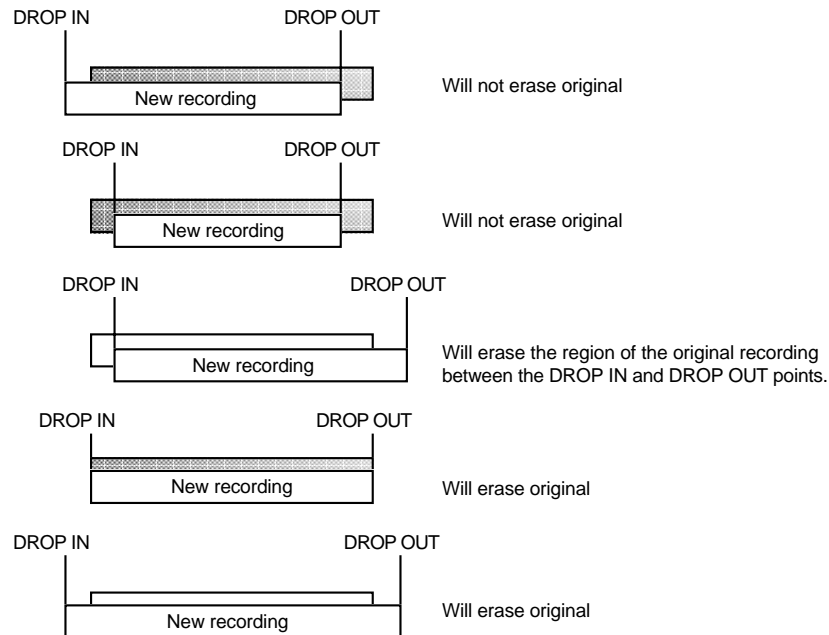 DROP IN DROP OUT
New recording Will not erase original
DROP IN DROP OUT
New recording Will not erase original
DROP IN DROP OUT
New recording Will erase the region of the original recording
between the DROP IN and DROP OUT points.
DROP IN DROP OUT
New recording Will erase original
DROP IN DROP OUT
New recording Will erase original